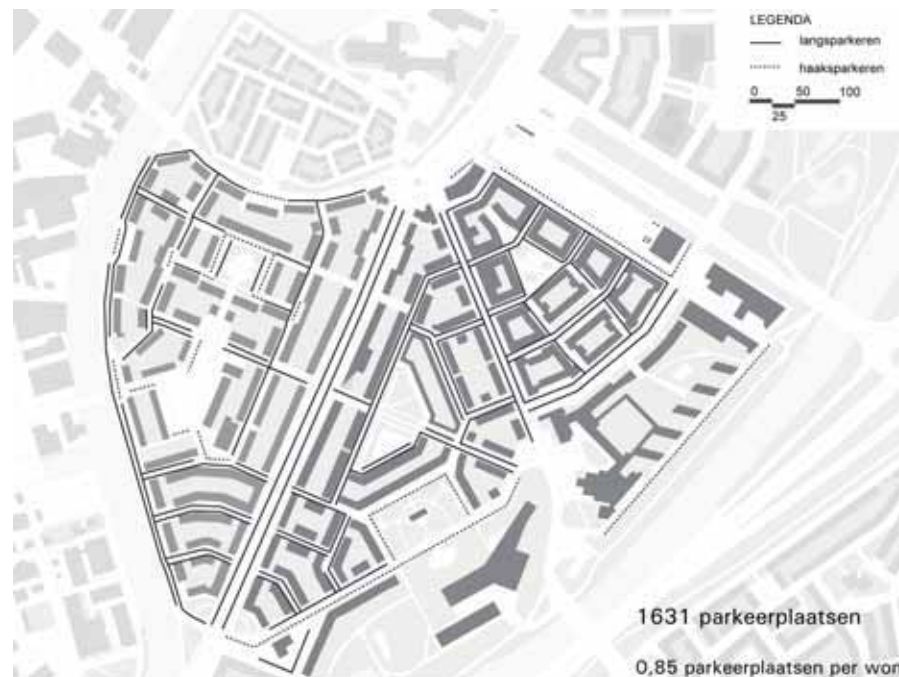 LEGENDA
langsparkeren
haaksparkeren
0 50 100
25
1631 parkeerplaatsen
0,85 parkeerplaatsen per won